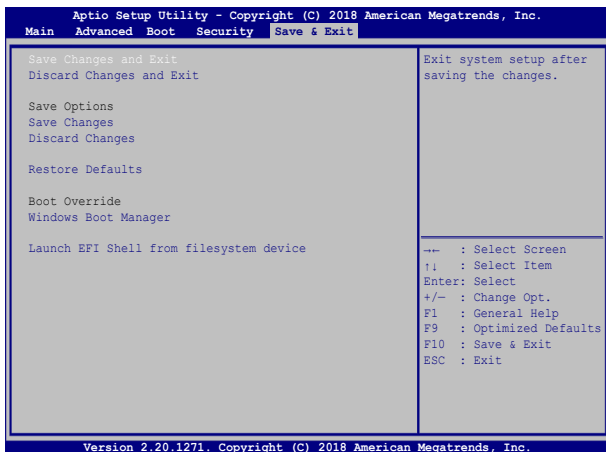 Aptio Setup Utility - Copyright (C) 2018 American Megatrends, Inc.
Main Advanced Boot Security Save & Exit
Save Changes and Exit
Discard Changes and Exit
Save Options
Save Changes
Discard Changes
Restore Defaults
Boot Override
Windows Boot Manager
Launch EFI Shell from filesystem device
Exit system setup after
saving the changes.
→← : Select Screen
↑↓ : Select Item
Enter: Select
+/— : Change Opt.
F1 : General Help
F9 : Optimized Defaults
F10 : Save & Exit
ESC : Exit
Version 2.20.1271. Copyright (C) 2018 American Megatrends, Inc.